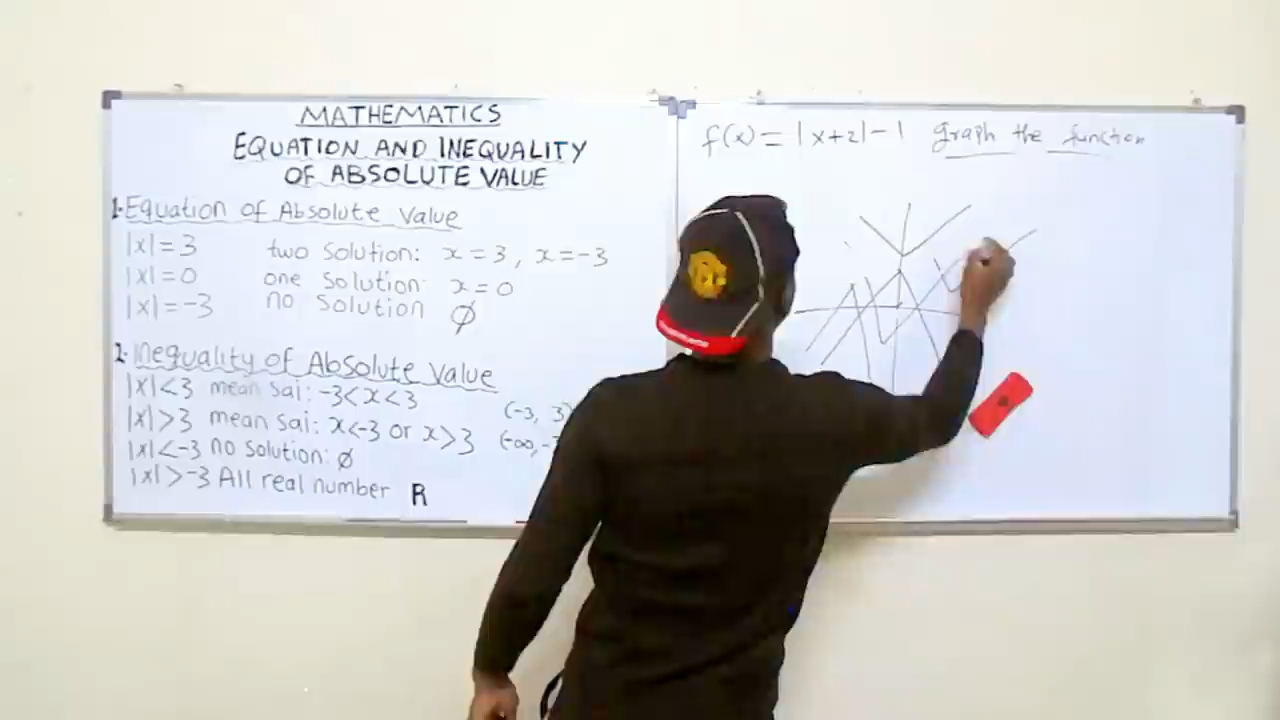 MATHEMATICS
EQUATION AND INEQUALITY
OF ABSOLUTE VALUE
1. Equation of Absolute Value
|x|=3 two solution: x=3, x=-3
|x|=0 one solution: x=0
|x|=-3 no solution ∅
2. Inequality of Absolute Value
|x|<3 mean sai: -3<x<3 (-3, 3)
|x|>3 mean sai: x<-3 or x>3 (-∞,-
|x|<-3 no solution: ∅
|x|>-3 All real number R
f(x) = |x+2|-1 graph the function